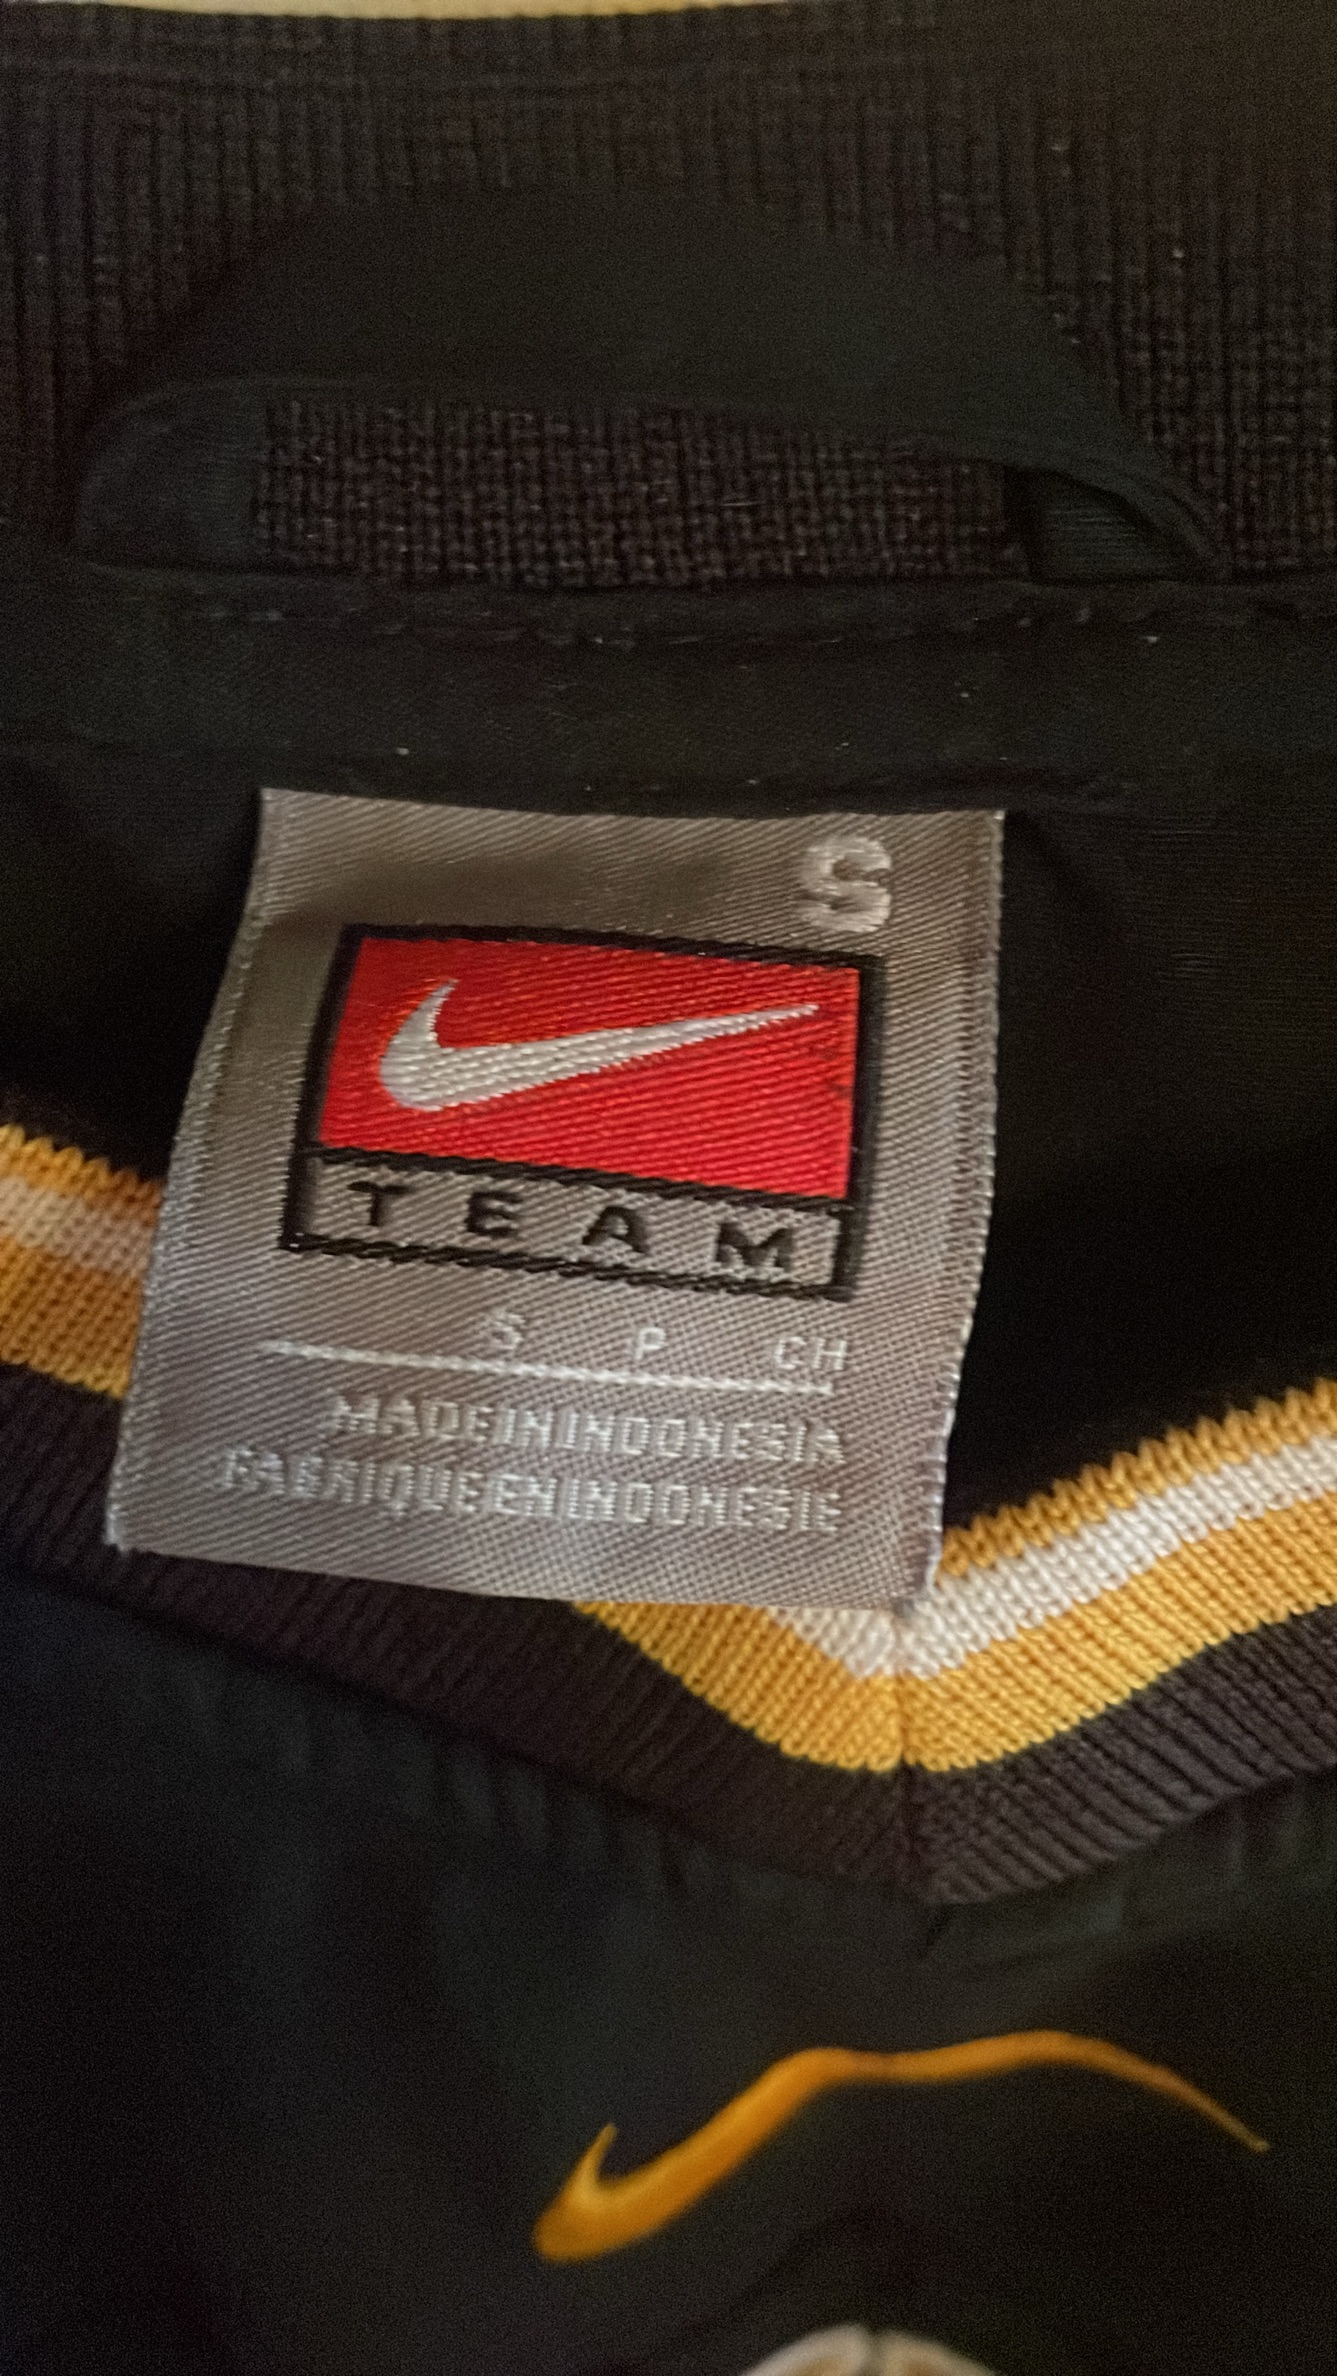 S
TEAM
S P CH
MADE IN INDONESIA
FABRIQUE EN INDONESIE